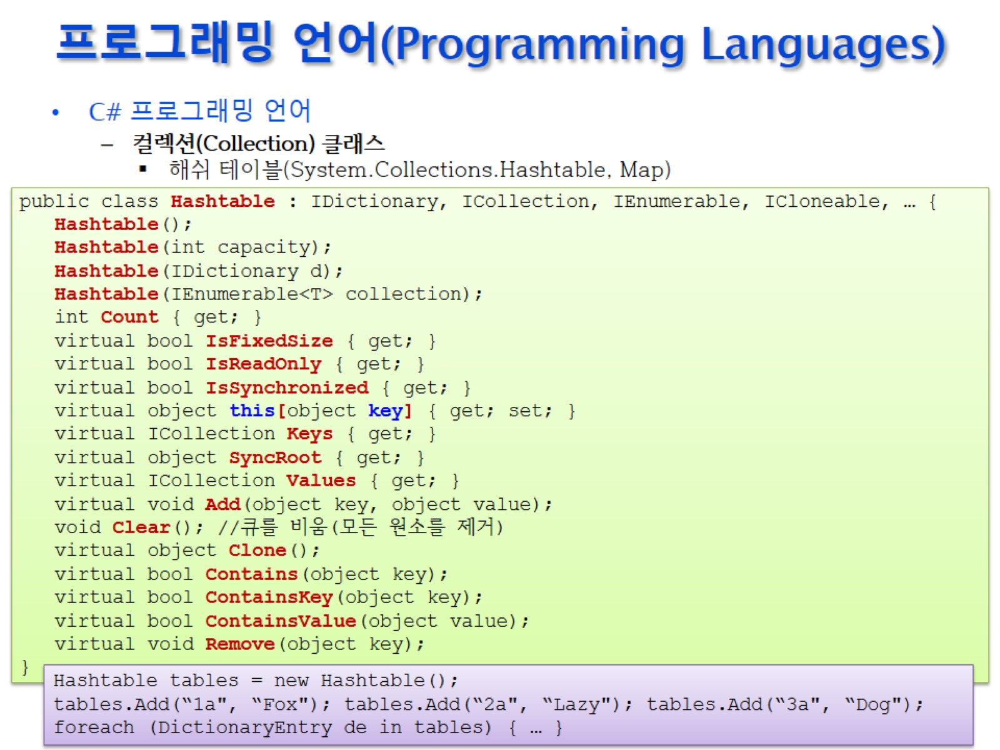 프로그래밍 언어(Programming Languages)
• C# 프로그래밍 언어
– 컬렉션(Collection) 클래스
▪ 해쉬 테이블(System.Collections.Hashtable, Map)
public class Hashtable : IDictionary, ICollection, IEnumerable, ICloneable, … {
Hashtable();
Hashtable(int capacity);
Hashtable(IDictionary d);
Hashtable(IEnumerable<T> collection);
int Count { get; }
virtual bool IsFixedSize { get; }
virtual bool IsReadOnly { get; }
virtual bool IsSynchronized { get; }
virtual object this[object key] { get; set; }
virtual ICollection Keys { get; }
virtual object SyncRoot { get; }
virtual ICollection Values { get; }
virtual void Add(object key, object value);
void Clear(); //큐를 비움(모든 원소를 제거)
virtual object Clone();
virtual bool Contains(object key);
virtual bool ContainsKey(object key);
virtual bool ContainsValue(object value);
virtual void Remove(object key);
}
Hashtable tables = new Hashtable();
tables.Add(“1a", “Fox"); tables.Add(“2a", “Lazy"); tables.Add(“3a", “Dog");
foreach (DictionaryEntry de in tables) { … }